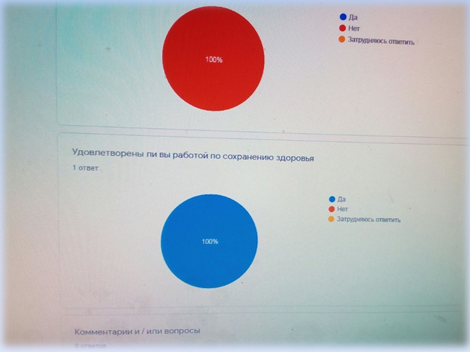 100%
Да
Нет
Затрудняюсь ответить
Удовлетворены ли вы работой по сохранению здоровья
1 ответ
100%
Да
Нет
Затрудняюсь ответить
Комментарии и / или вопросы
ответов